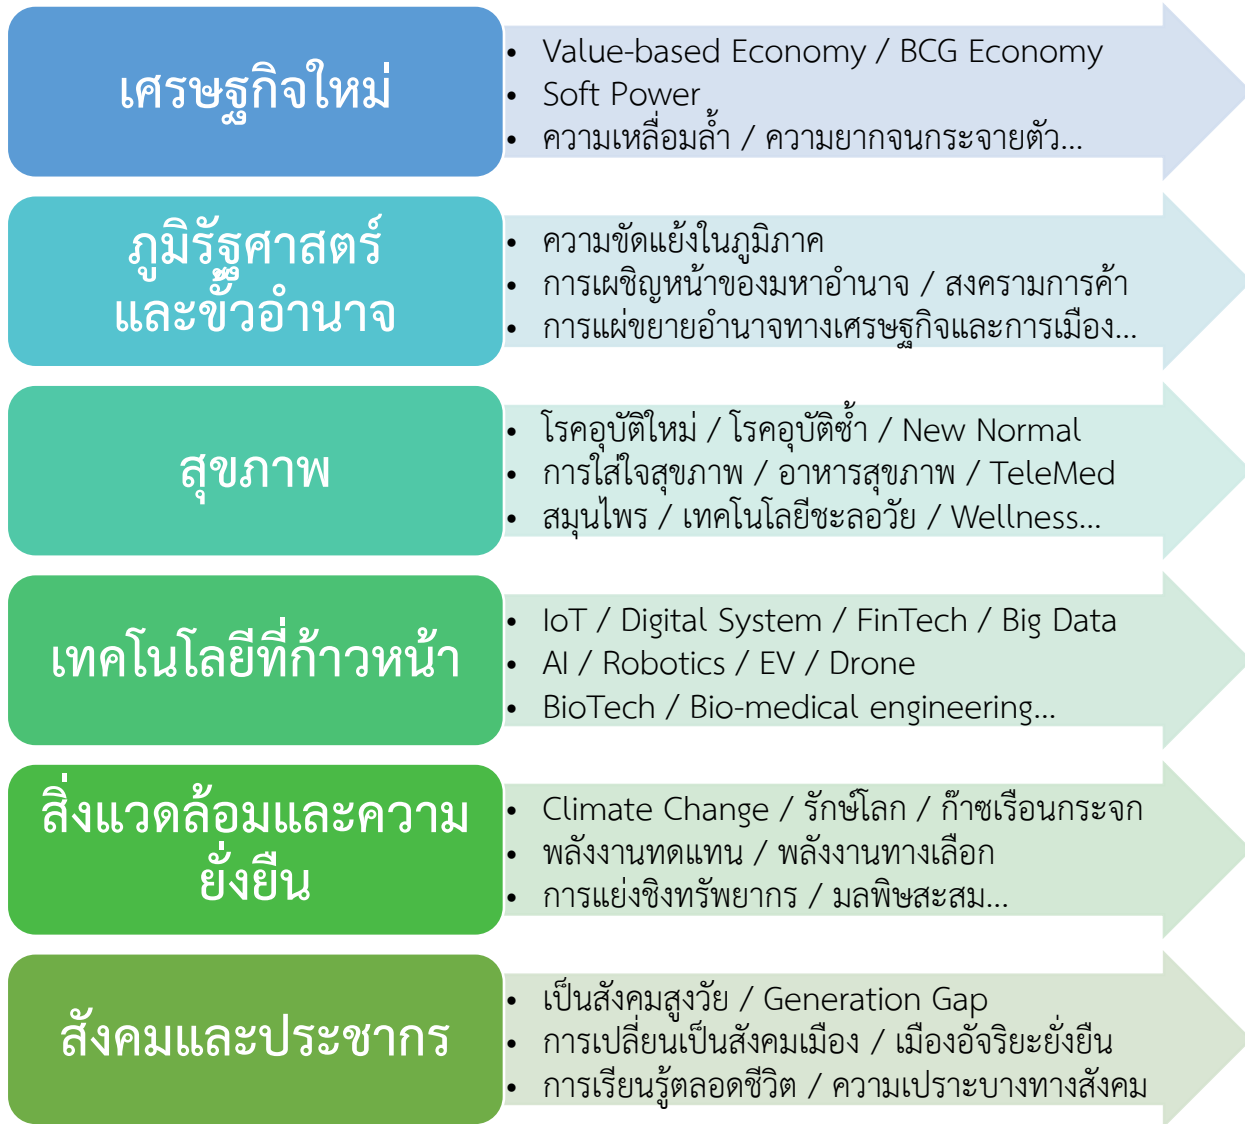 เศรษฐกิจใหม่
• Value-based Economy / BCG Economy
• Soft Power
• ความเหลื่อมล้ำ / ความยากจนกระจายตัว...
ภูมิรัฐศาสตร์
และขั้วอำนาจ
• ความขัดแย้งในภูมิภาค
• การเผชิญหน้าของมหาอำนาจ / สงครามการค้า
• การแผ่ขยายอำนาจทางเศรษฐกิจและการเมือง...
สุขภาพ
• โรคอุบัติใหม่ / โรคอุบัติซ้ำ / New Normal
• การใส่ใจสุขภาพ / อาหารสุขภาพ / TeleMed
• สมุนไพร / เทคโนโลยีชะลอวัย / Wellness...
เทคโนโลยีที่ก้าวหน้า
• IoT / Digital System / FinTech / Big Data
• AI / Robotics / EV / Drone
• BioTech / Bio-medical engineering...
สิ่งแวดล้อมและความ
ยั่งยืน
• Climate Change / รักษ์โลก / ก๊าซเรือนกระจก
• พลังงานทดแทน / พลังงานทางเลือก
• การแย่งชิงทรัพยากร / มลพิษสะสม...
สังคมและประชากร
• เป็นสังคมสูงวัย / Generation Gap
• การเปลี่ยนเป็นสังคมเมือง / เมืองอัจริยะยั่งยืน
• การเรียนรู้ตลอดชีวิต / ความเปราะบางทางสังคม